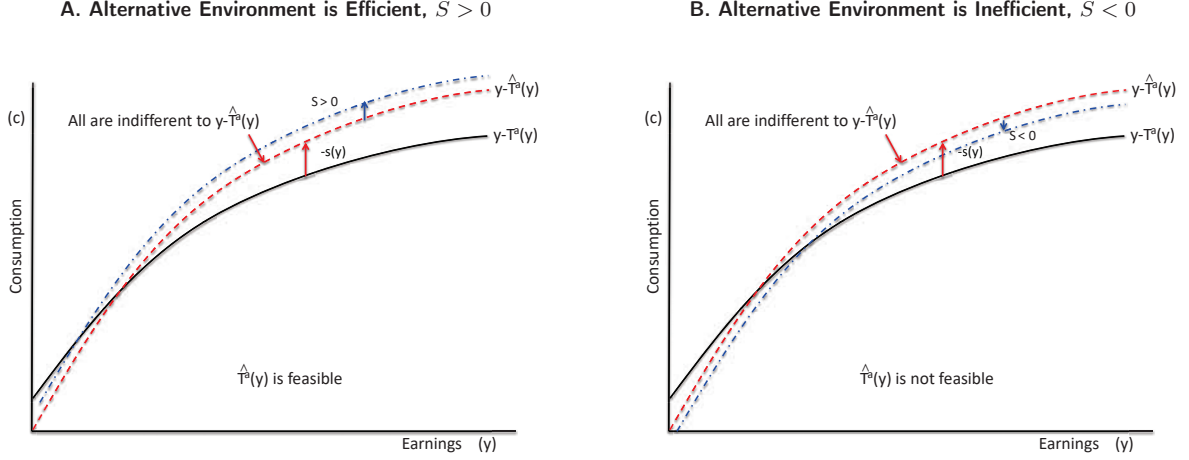 A. Alternative Environment is Efficient, S > 0
(c)
Consumption
All are indifferent to y-T̂ᵃ(y)
S > 0
-s(y)
y-T̂ᵃ(y)
y-Tᵃ(y)
T̂ᵃ(y) is feasible
Earnings (y)
B. Alternative Environment is Inefficient, S < 0
(c)
Consumption
All are indifferent to y-T̂ᵃ(y)
-s(y)
S < 0
y-T̂ᵃ(y)
y-Tᵃ(y)
T̂ᵃ(y) is not feasible
Earnings (y)